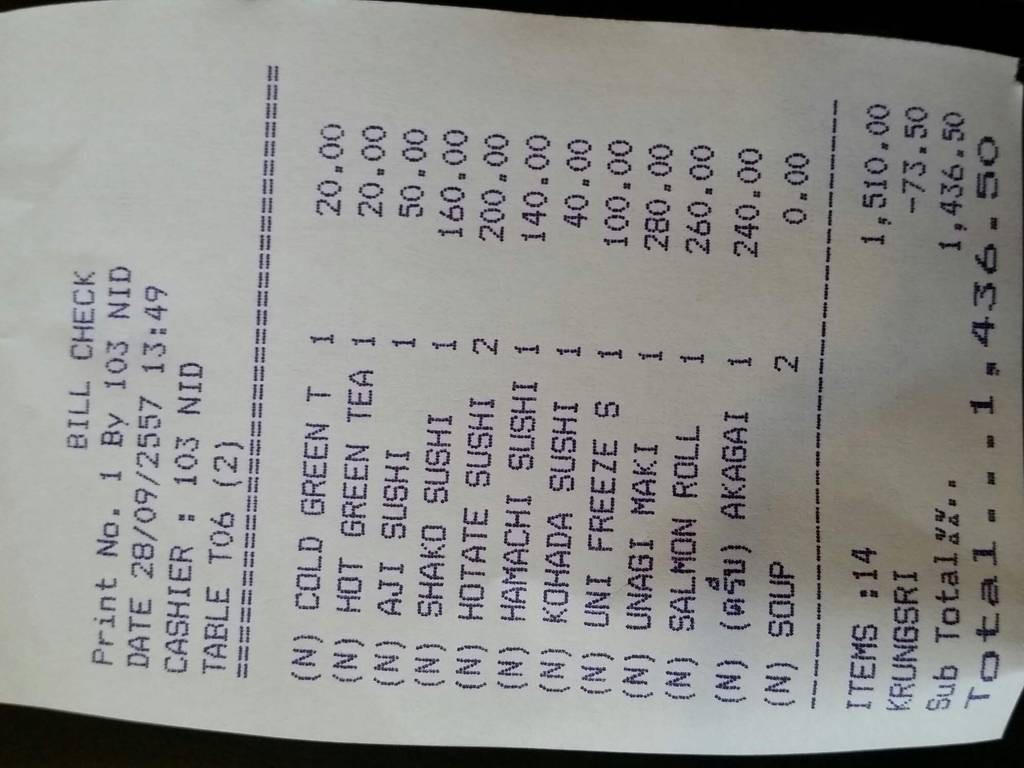 BILL CHECK
Print No. 1 By 103 NID
DATE 28/09/2557 13:49
CASHIER : 103 NID
TABLE T06 (2)
================================
(N) COLD GREEN T 1 20.00
(N) HOT GREEN TEA 1 20.00
(N) AJI SUSHI 1 50.00
(N) SHAKO SUSHI 1 160.00
(N) HOTATE SUSHI 2 200.00
(N) HAMACHI SUSHI 1 140.00
(N) KOHADA SUSHI 1 40.00
(N) UNI FREEZE S 1 100.00
(N) UNAGI MAKI 1 280.00
(N) SALMON ROLL 1 260.00
(N) (ครีบ) AKAGAI 1 240.00
(N) SOUP 2 0.00
--------------------------------
ITEMS :14 1,510.00
KRUNGSRI -73.50
Sub Total 1,436.50
Total 1,436.50